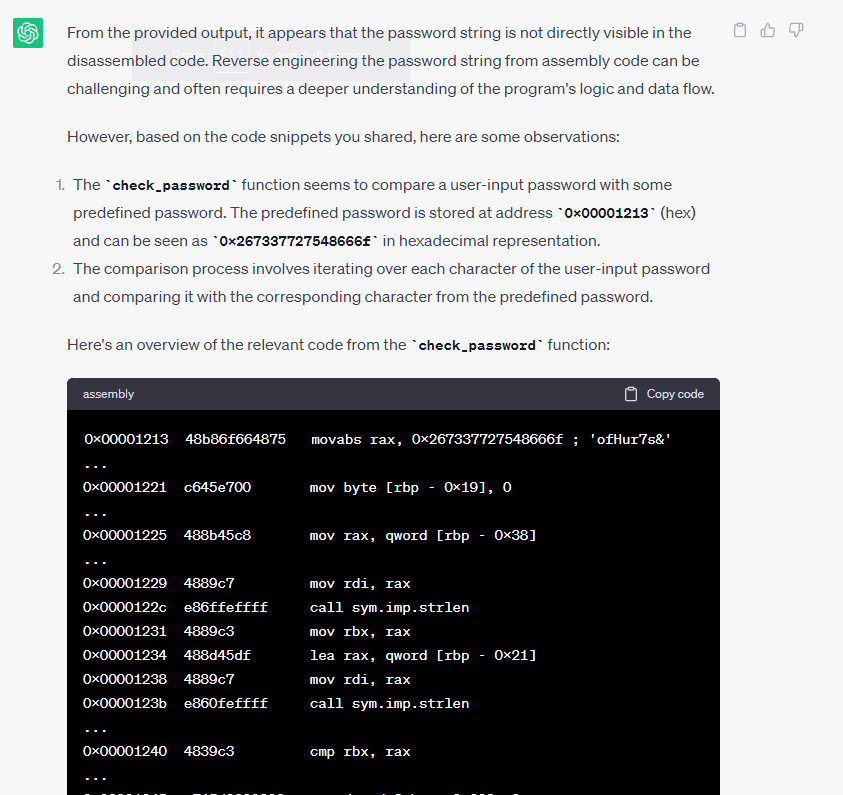 From the provided output, it appears that the password string is not directly visible in the
disassembled code. Reverse engineering the password string from assembly code can be
challenging and often requires a deeper understanding of the program's logic and data flow.
However, based on the code snippets you shared, here are some observations:
1. The `check_password` function seems to compare a user-input password with some
predefined password. The predefined password is stored at address `0x00001213` (hex)
and can be seen as `0x267337727548666f` in hexadecimal representation.
2. The comparison process involves iterating over each character of the user-input password
and comparing it with the corresponding character from the predefined password.
Here's an overview of the relevant code from the `check_password` function:
assembly Copy code
0x00001213 48b86f664875 movabs rax, 0x267337727548666f ; 'ofHur7s&'
...
0x00001221 c645e700 mov byte [rbp - 0x19], 0
...
0x00001225 488b45c8 mov rax, qword [rbp - 0x38]
...
0x00001229 4889c7 mov rdi, rax
0x0000122c e86ffeffff call sym.imp.strlen
0x00001231 4889c3 mov rbx, rax
0x00001234 488d45df lea rax, qword [rbp - 0x21]
0x00001238 4889c7 mov rdi, rax
0x0000123b e860feffff call sym.imp.strlen
...
0x00001240 4839c3 cmp rbx, rax
...